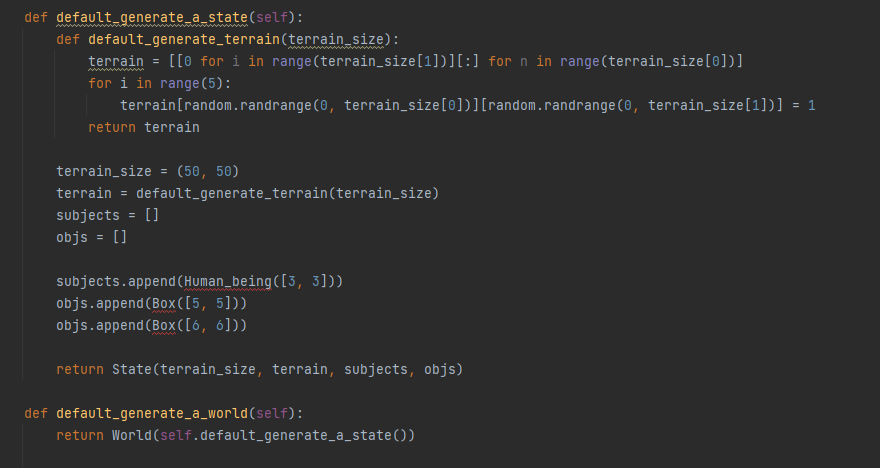 def default_generate_a_state(self):
    def default_generate_terrain(terrain_size):
        terrain = [[0 for i in range(terrain_size[1])][:] for n in range(terrain_size[0])]
        for i in range(5):
            terrain[random.randrange(0, terrain_size[0])][random.randrange(0, terrain_size[1])] = 1
        return terrain
    terrain_size = (50, 50)
    terrain = default_generate_terrain(terrain_size)
    subjects = []
    objs = []
    subjects.append(Human_being([3, 3]))
    objs.append(Box([5, 5]))
    objs.append(Box([6, 6]))
    return State(terrain_size, terrain, subjects, objs)
def default_generate_a_world(self):
    return World(self.default_generate_a_state())